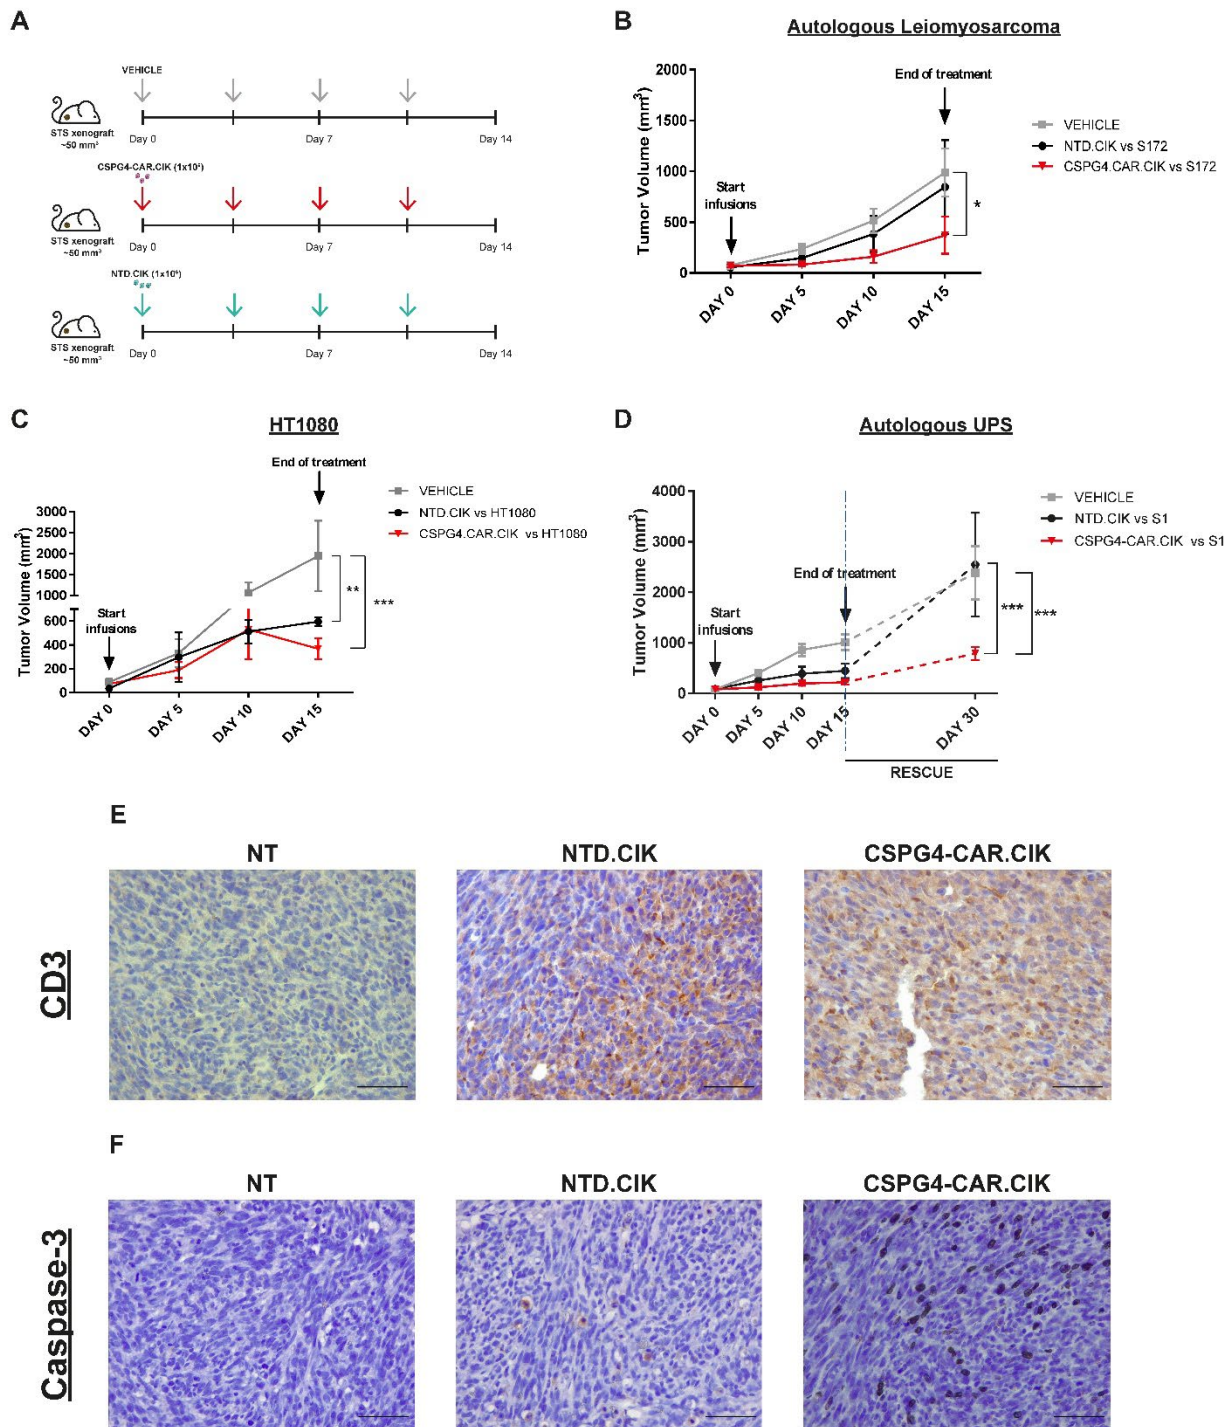 A
VEHICLE
STS xenograft
~50 mm³
Day 0
Day 7
Day 14
CSPG4-CAR.CIK (1x10⁶)
STS xenograft
~50 mm³
Day 0
Day 7
Day 14
NTD.CIK (1x10⁶)
STS xenograft
~50 mm³
Day 0
Day 7
Day 14
B
Autologous Leiomyosarcoma
Tumor Volume (mm³)
2000
1500
1000
500
0
Start
infusions
End of treatment
*
DAY 0
DAY 5
DAY 10
DAY 15
VEHICLE
NTD.CIK vs S172
CSPG4.CAR.CIK vs S172
C
HT1080
Tumor Volume (mm³)
3000
2500
2000
1500
1000
600
400
200
0
Start
infusions
End of treatment
**
***
DAY 0
DAY 5
DAY 10
DAY 15
VEHICLE
NTD.CIK vs HT1080
CSPG4.CAR.CIK vs HT1080
D
Autologous UPS
Tumor Volume (mm³)
4000
3000
2000
1000
0
Start
infusions
End of treatment
***
***
DAY 0
DAY 5
DAY 10
DAY 15
DAY 30
RESCUE
VEHICLE
NTD.CIK vs S1
CSPG4-CAR.CIK vs S1
E
NT
NTD.CIK
CSPG4-CAR.CIK
CD3
F
NT
NTD.CIK
CSPG4-CAR.CIK
Caspase-3